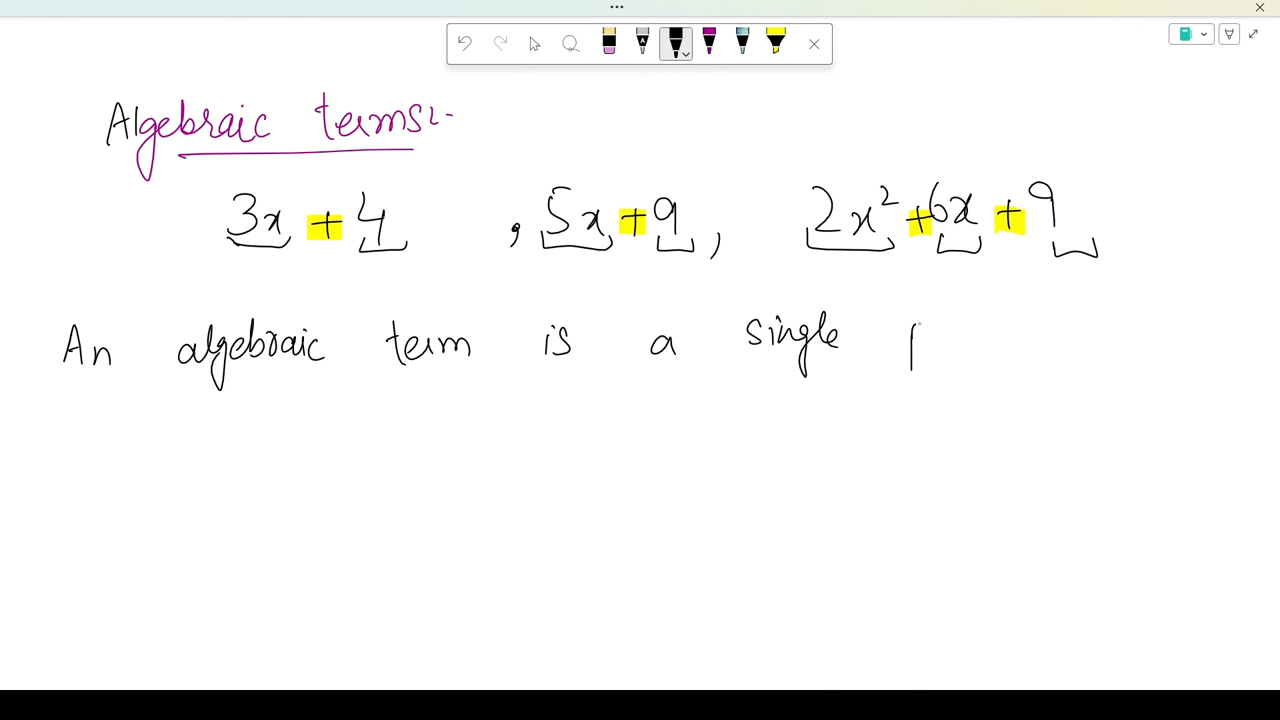 Algebraic terms:-
3x + 4 , 5x + 9 , 2x² + 6x + 9
An algebraic term is a single